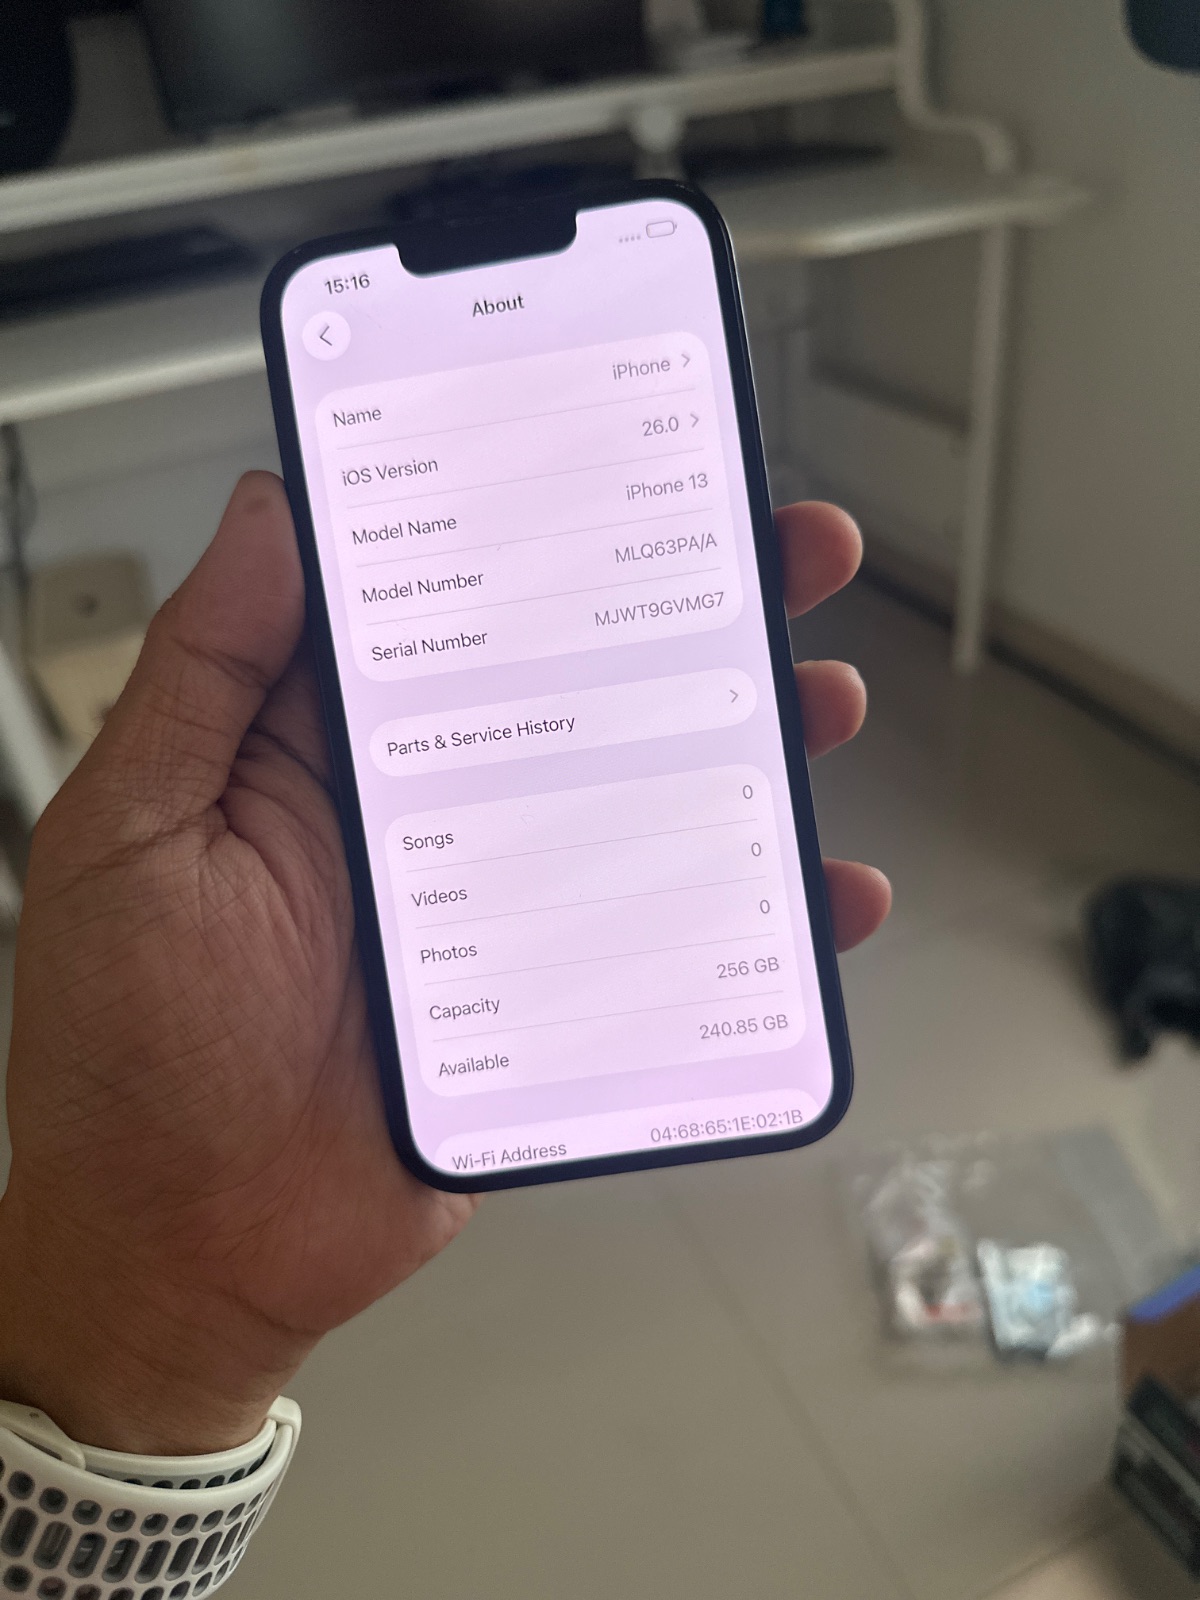 15:16
About
Name iPhone
iOS Version 26.0
Model Name iPhone 13
Model Number MLQ63PA/A
Serial Number MJWT9GVMG7
Parts & Service History
Songs 0
Videos 0
Photos 0
Capacity 256 GB
Available 240.85 GB
Wi-Fi Address 04:68:65:1E:02:1B